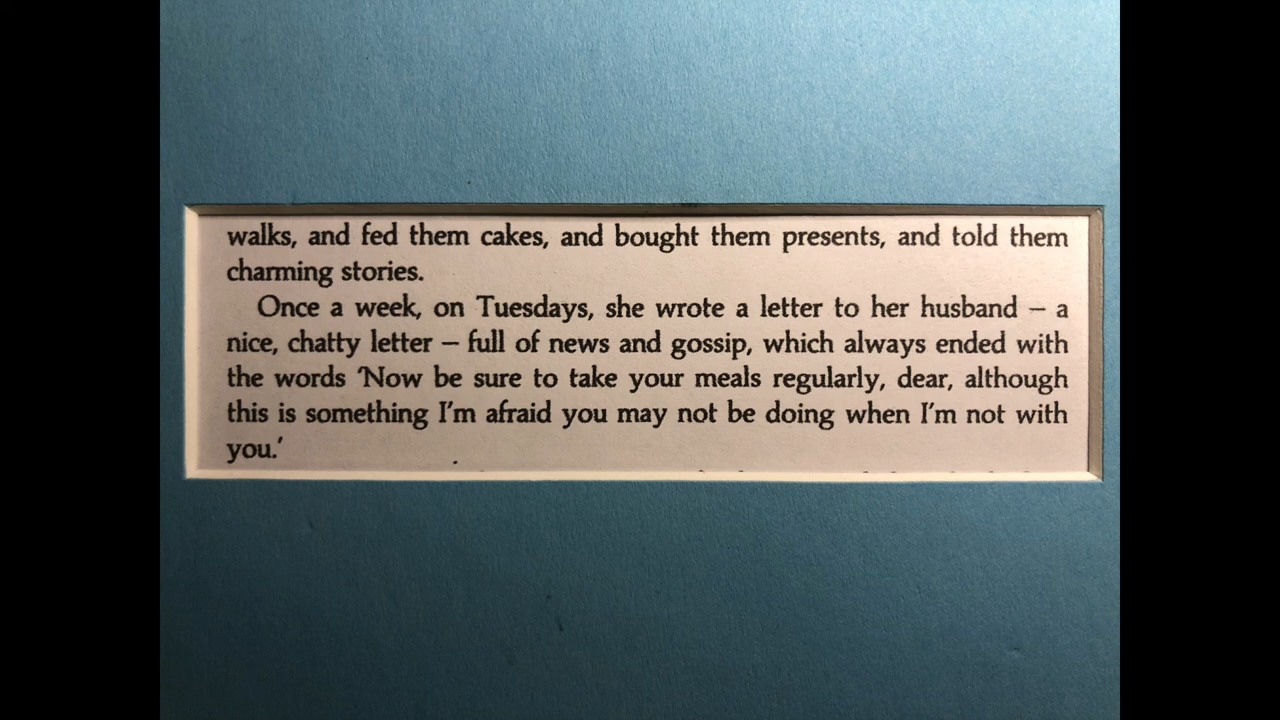 walks, and fed them cakes, and bought them presents, and told them
charming stories.
Once a week, on Tuesdays, she wrote a letter to her husband – a
nice, chatty letter – full of news and gossip, which always ended with
the words 'Now be sure to take your meals regularly, dear, although
this is something I'm afraid you may not be doing when I'm not with
you.'